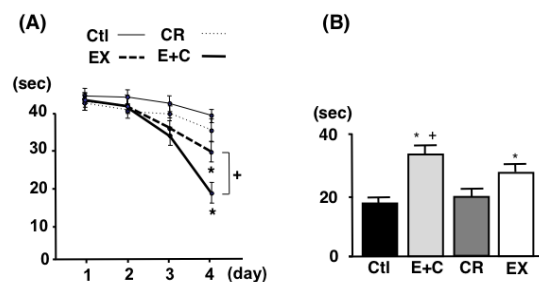 (A)
Ctl CR
EX E+C
(sec)
40
30
20
10
0
+
*
*
1 2 3 4 (day)
(B)
(sec)
40
20
0
* +
*
Ctl E+C CR EX